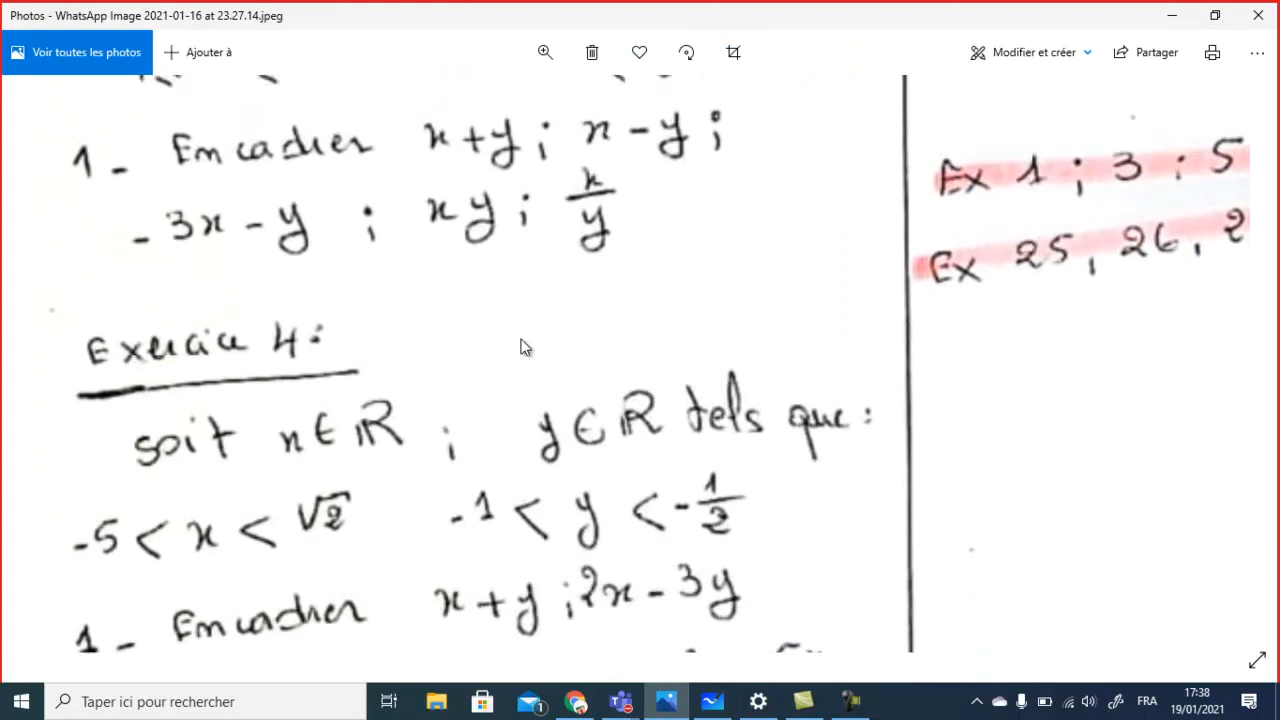 Photos - WhatsApp Image 2021-01-16 at 23.27.14.jpeg
Voir toutes les photos
Ajouter à
Modifier et créer
Partager
1 - Encadrer x+y ; x-y ;
- 3x - y ; xy ; x/y
Exercice 4 :
soit x ∈ ℝ ; y ∈ ℝ tels que :
-5 < x < √2 -1 < y < -1/2
1 - Encadrer x + y ; 2x - 3y
Ex 1 ; 3 ; 5
Ex 25, 26, 2
Taper ici pour rechercher
1
FRA
17:38
19/01/2021